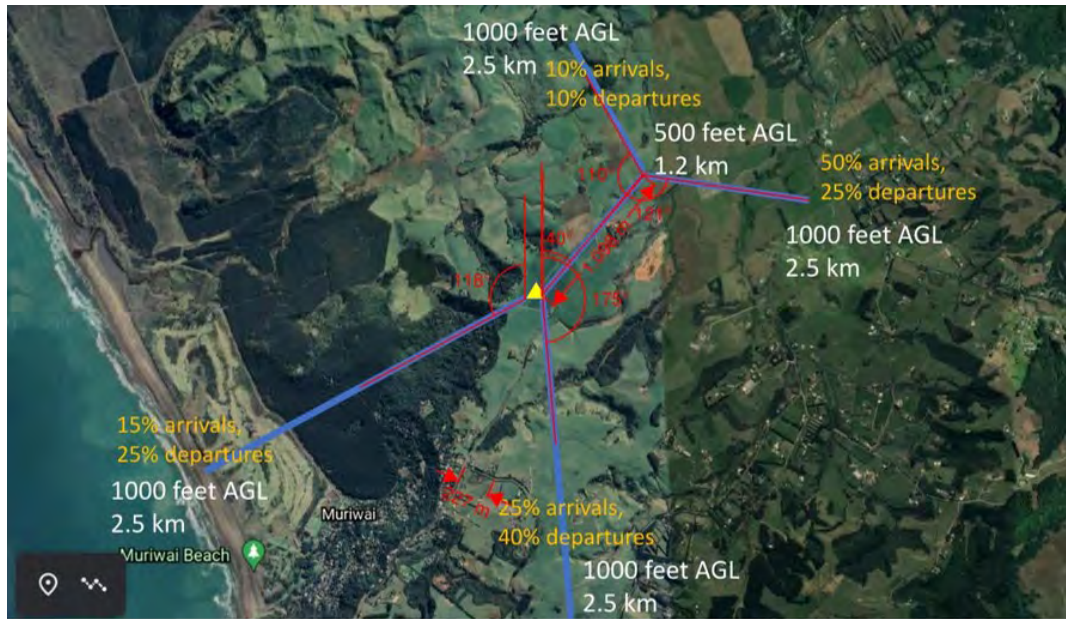 1000 feet AGL
2.5 km
10% arrivals,
10% departures
500 feet AGL
1.2 km
50% arrivals,
25% departures
110°
40°
118°
175°
1000 feet AGL
2.5 km
15% arrivals,
25% departures
1000 feet AGL
2.5 km
Muriwai
25% arrivals,
40% departures
Muriwai Beach
1000 feet AGL
2.5 km